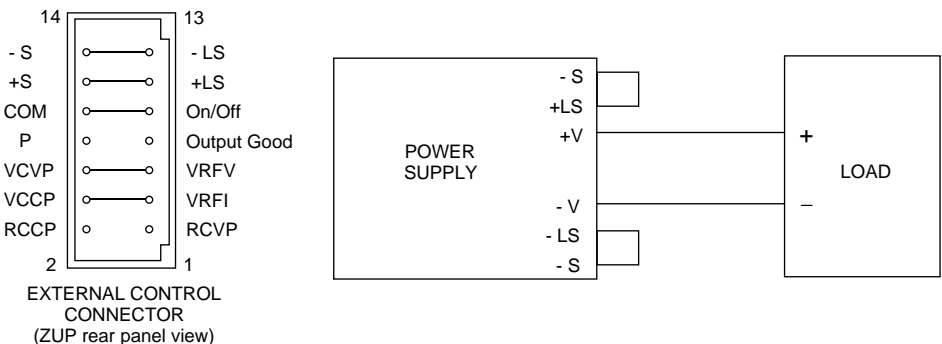 14 13
- S - LS
+S +LS
COM On/Off
P Output Good
VCVP VRFV
VCCP VRFI
RCCP RCVP
2 1
EXTERNAL CONTROL
CONNECTOR
(ZUP rear panel view)
POWER
SUPPLY
- S
+LS
+V
- V
- LS
- S
+
−
LOAD